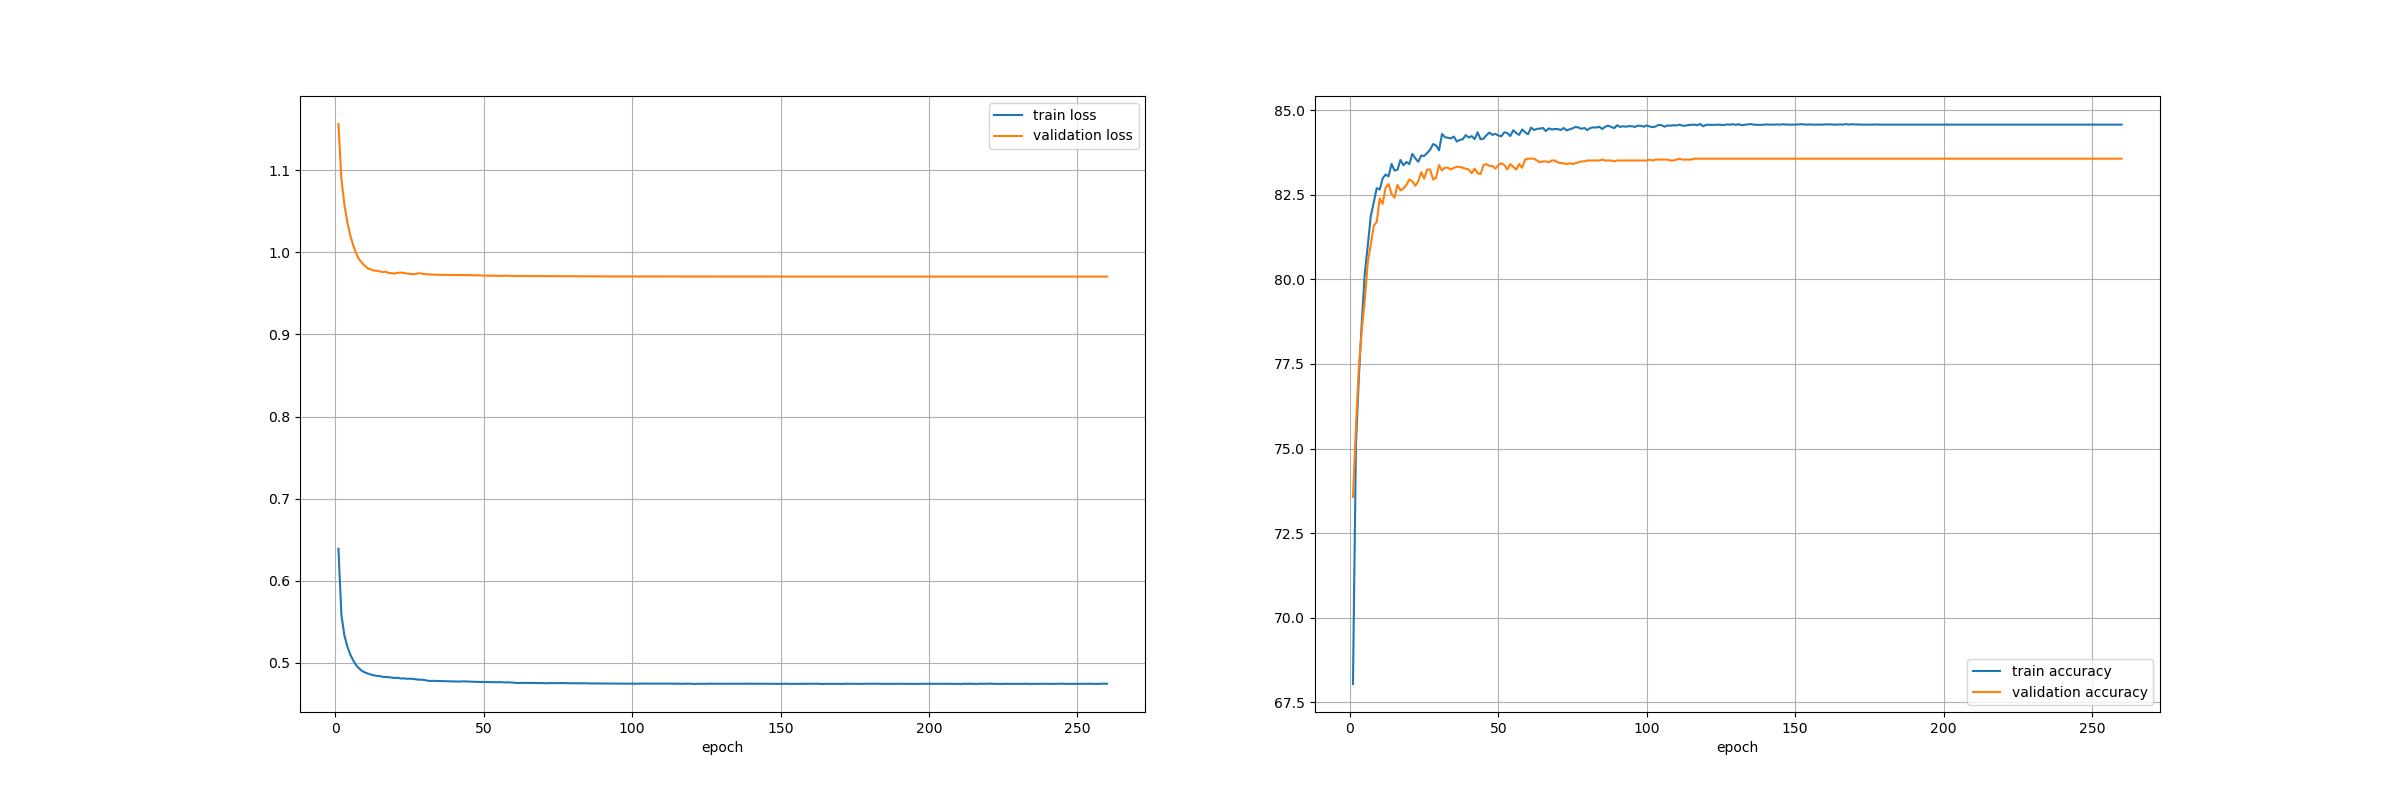 train loss
validation loss
1.1
1.0
0.9
0.8
0.7
0.6
0.5
0 50 100 150 200 250
epoch
85.0
82.5
80.0
77.5
75.0
72.5
70.0
67.5
train accuracy
validation accuracy
0 50 100 150 200 250
epoch